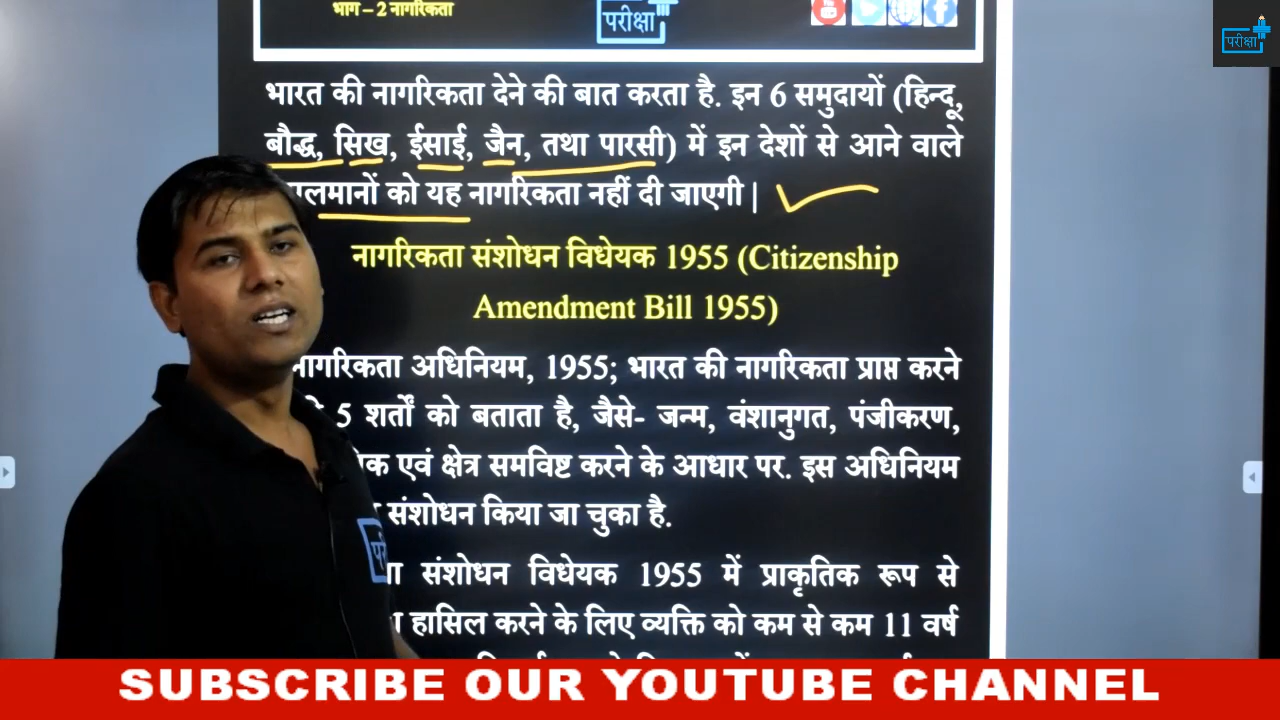 भाग – 2 नागरिकता
परीक्षा
परीक्षा
भारत की नागरिकता देने की बात करता है. इन 6 समुदायों (हिन्दू,
बौद्ध, सिख, ईसाई, जैन, तथा पारसी) में इन देशों से आने वाले
को यह नागरिकता नहीं दी जाएगी |
नागरिकता संशोधन विधेयक 1955 (Citizenship
Amendment Bill 1955)
नागरिकता अधिनियम, 1955; भारत की नागरिकता प्राप्त करने
5 शर्तों को बताता है, जैसे- जन्म, वंशानुगत, पंजीकरण,
एवं क्षेत्र समविष्ट करने के आधार पर. इस अधिनियम
संशोधन किया जा चुका है.
संशोधन विधेयक 1955 में प्राकृतिक रूप से
हासिल करने के लिए व्यक्ति को कम से कम 11 वर्ष
SUBSCRIBE OUR YOUTUBE CHANNEL